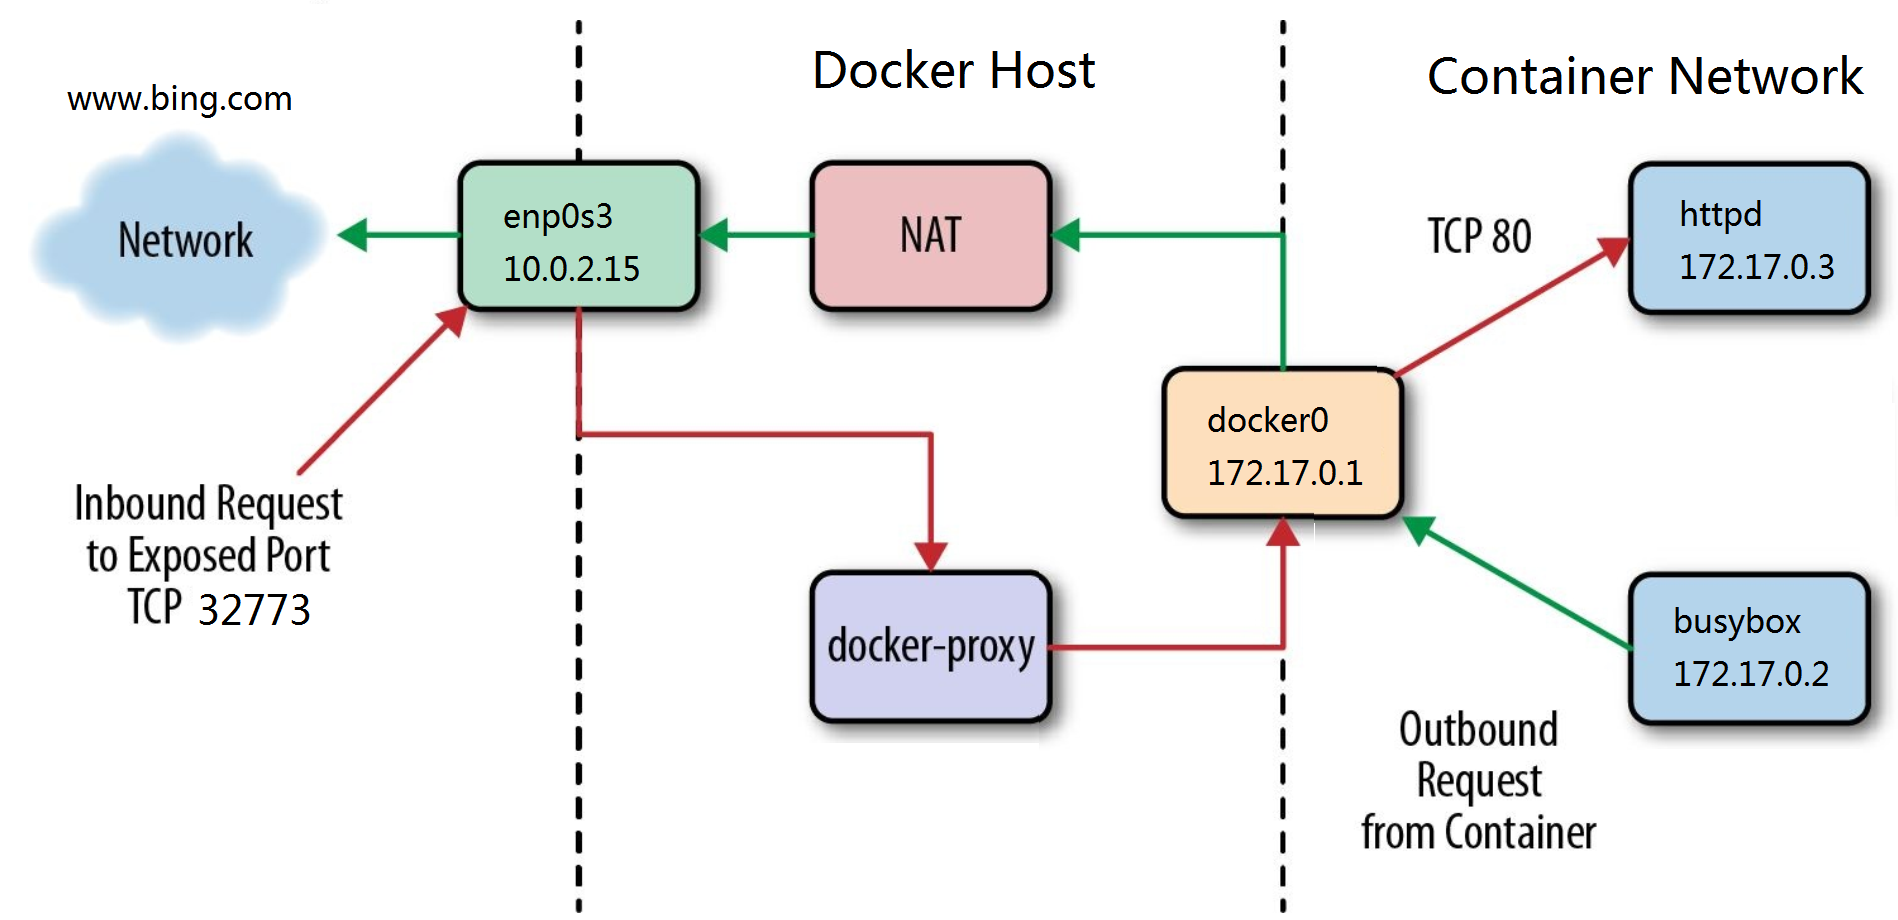 Docker Host
Container Network
www.bing.com
Network
enp0s3
10.0.2.15
NAT
TCP 80
httpd
172.17.0.3
docker0
172.17.0.1
Inbound Request
to Exposed Port
TCP 32773
docker-proxy
busybox
172.17.0.2
Outbound
Request
from Container